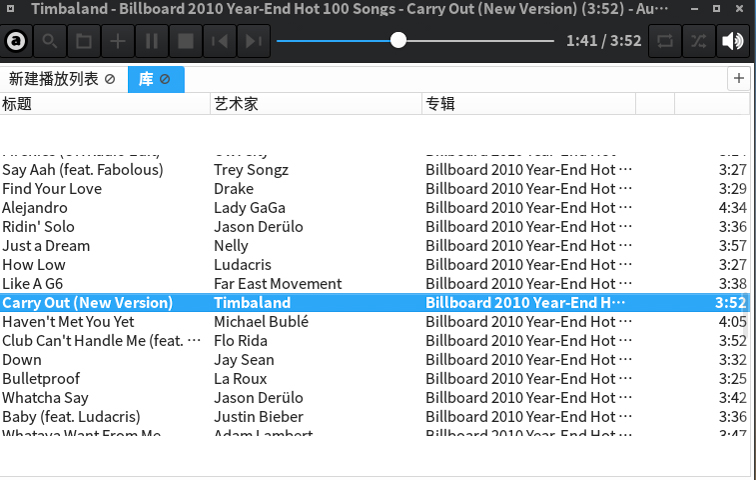 Timbaland - Billboard 2010 Year-End Hot 100 Songs - Carry Out (New Version) (3:52) - Au···
a 1:41 / 3:52
新建播放列表 库 +
标题 艺术家 专辑
Say Aah (feat. Fabolous) Trey Songz Billboard 2010 Year-End Hot ··· 3:27
Find Your Love Drake Billboard 2010 Year-End Hot ··· 3:29
Alejandro Lady GaGa Billboard 2010 Year-End Hot ··· 4:34
Ridin' Solo Jason Derülo Billboard 2010 Year-End Hot ··· 3:36
Just a Dream Nelly Billboard 2010 Year-End Hot ··· 3:57
How Low Ludacris Billboard 2010 Year-End Hot ··· 3:27
Like A G6 Far East Movement Billboard 2010 Year-End Hot ··· 3:38
Carry Out (New Version) Timbaland Billboard 2010 Year-End H··· 3:52
Haven't Met You Yet Michael Bublé Billboard 2010 Year-End Hot ··· 4:05
Club Can't Handle Me (feat. ··· Flo Rida Billboard 2010 Year-End Hot ··· 3:52
Down Jay Sean Billboard 2010 Year-End Hot ··· 3:32
Bulletproof La Roux Billboard 2010 Year-End Hot ··· 3:25
Whatcha Say Jason Derülo Billboard 2010 Year-End Hot ··· 3:42
Baby (feat. Ludacris) Justin Bieber Billboard 2010 Year-End Hot ··· 3:36
Whataya Want From Me Adam Lambert Billboard 2010 Year-End Hot ··· 3:47